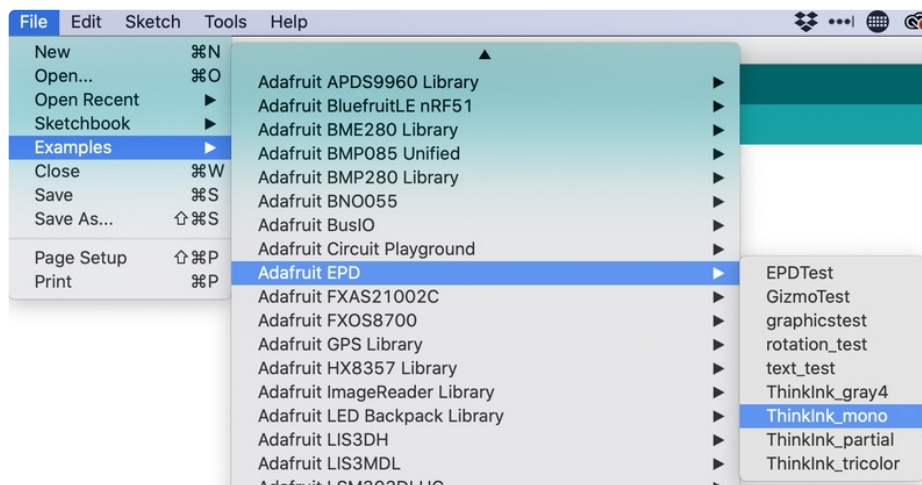 File Edit Sketch Tools Help
New ⌘N
Open... ⌘O
Open Recent ▶
Sketchbook ▶
Examples ▶
Close ⌘W
Save ⌘S
Save As... ⇧⌘S
Page Setup ⇧⌘P
Print ⌘P
Adafruit APDS9960 Library
Adafruit BluefruitLE nRF51
Adafruit BME280 Library
Adafruit BMP085 Unified
Adafruit BMP280 Library
Adafruit BNO055
Adafruit BusIO
Adafruit Circuit Playground
Adafruit EPD
Adafruit FXAS21002C
Adafruit FXOS8700
Adafruit GPS Library
Adafruit HX8357 Library
Adafruit ImageReader Library
Adafruit LED Backpack Library
Adafruit LIS3DH
Adafruit LIS3MDL
EPDTest
GizmoTest
graphicstest
rotation_test
text_test
ThinkInk_gray4
ThinkInk_mono
ThinkInk_partial
ThinkInk_tricolor